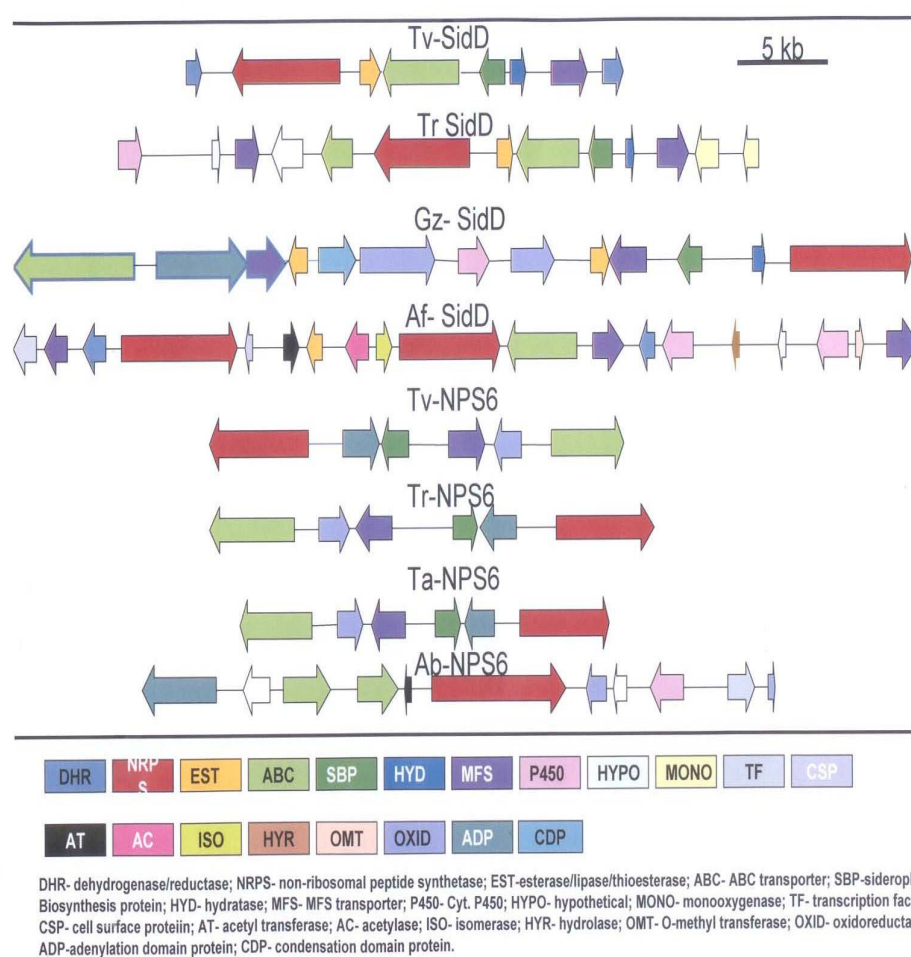 Tv-SidD
5 kb
Tr SidD
Gz- SidD
Af- SidD
Tv-NPS6
Tr-NPS6
Ta-NPS6
Ab-NPS6
DHR NRPS EST ABC SBP HYD MFS P450 HYPO MONO TF CSP
AT AC ISO HYR OMT OXID ADP CDP
DHR- dehydrogenase/reductase; NRPS- non-ribosomal peptide synthetase; EST-esterase/lipase/thioesterase; ABC- ABC transporter; SBP-siderop
Biosynthesis protein; HYD- hydratase; MFS- MFS transporter; P450- Cyt. P450; HYPO- hypothetical; MONO- monooxygenase; TF- transcription fac
CSP- cell surface proteiin; AT- acetyl transferase; AC- acetylase; ISO- isomerase; HYR- hydrolase; OMT- O-methyl transferase; OXID- oxidoreducta
ADP-adenylation domain protein; CDP- condensation domain protein.